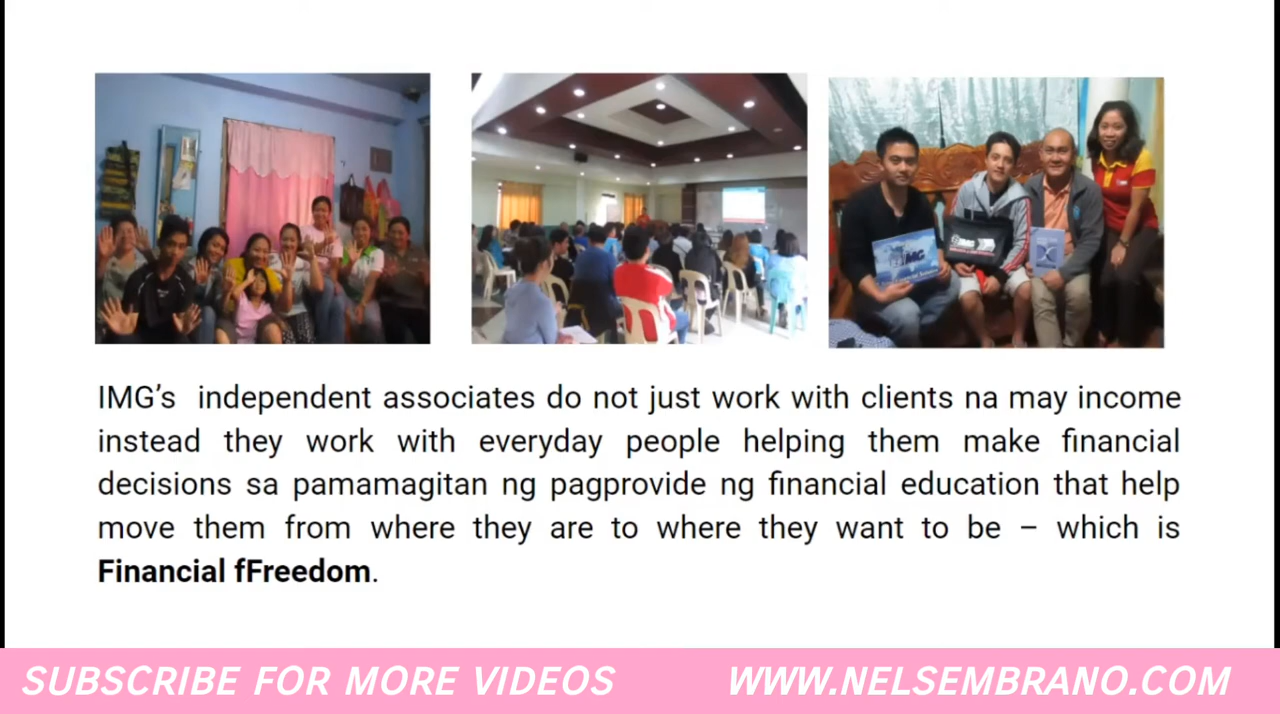 IMG
IMG
IMG's independent associates do not just work with clients na may income
instead they work with everyday people helping them make financial
decisions sa pamamagitan ng pagprovide ng financial education that help
move them from where they are to where they want to be – which is
Financial fFreedom.
SUBSCRIBE FOR MORE VIDEOS
WWW.NELSEMBRANO.COM